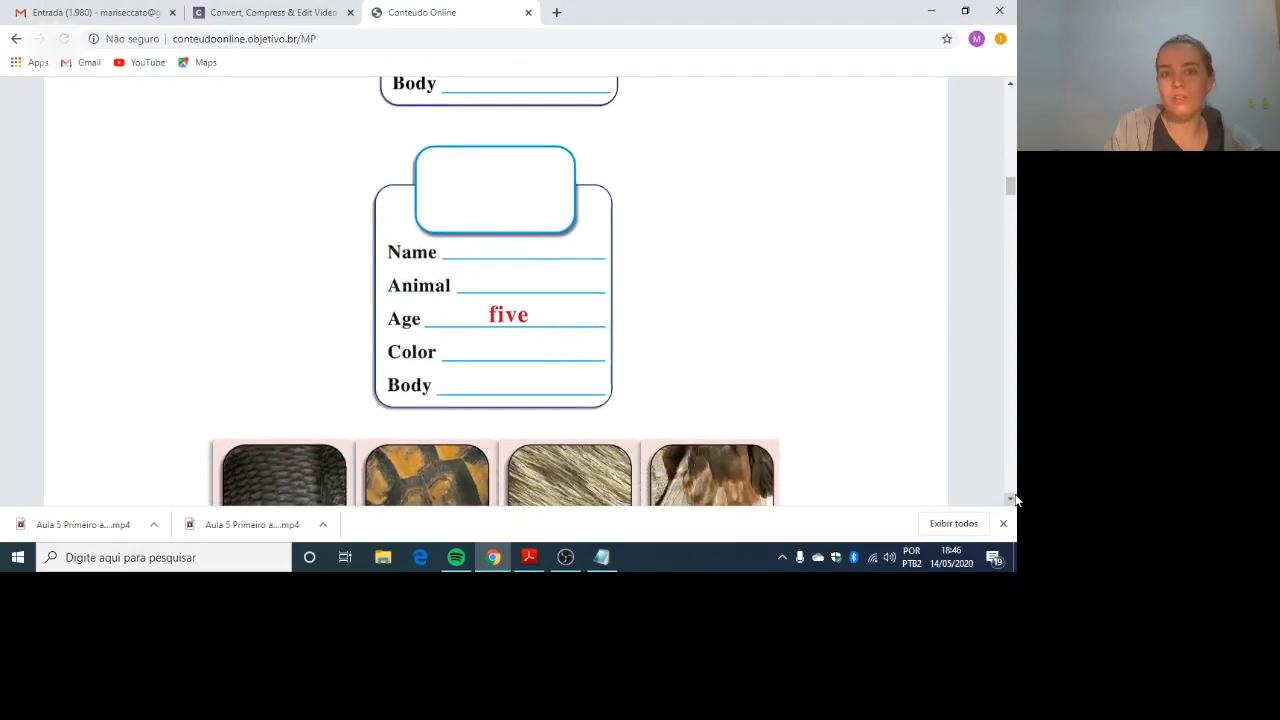 Entrada (1.980) - mariseccato@g
Convert, Compress & Edit Video
Conteúdo Online
Não seguro
conteudoonline.objetivo.br/MP
M
Apps
Gmail
YouTube
Maps
Body
Name
Animal
Age five
Color
Body
Aula 5 Primeiro a....mp4
Aula 5 Primeiro a....mp4
Exibir todos
Digite aqui para pesquisar
POR
PTB2
18:46
14/05/2020
19